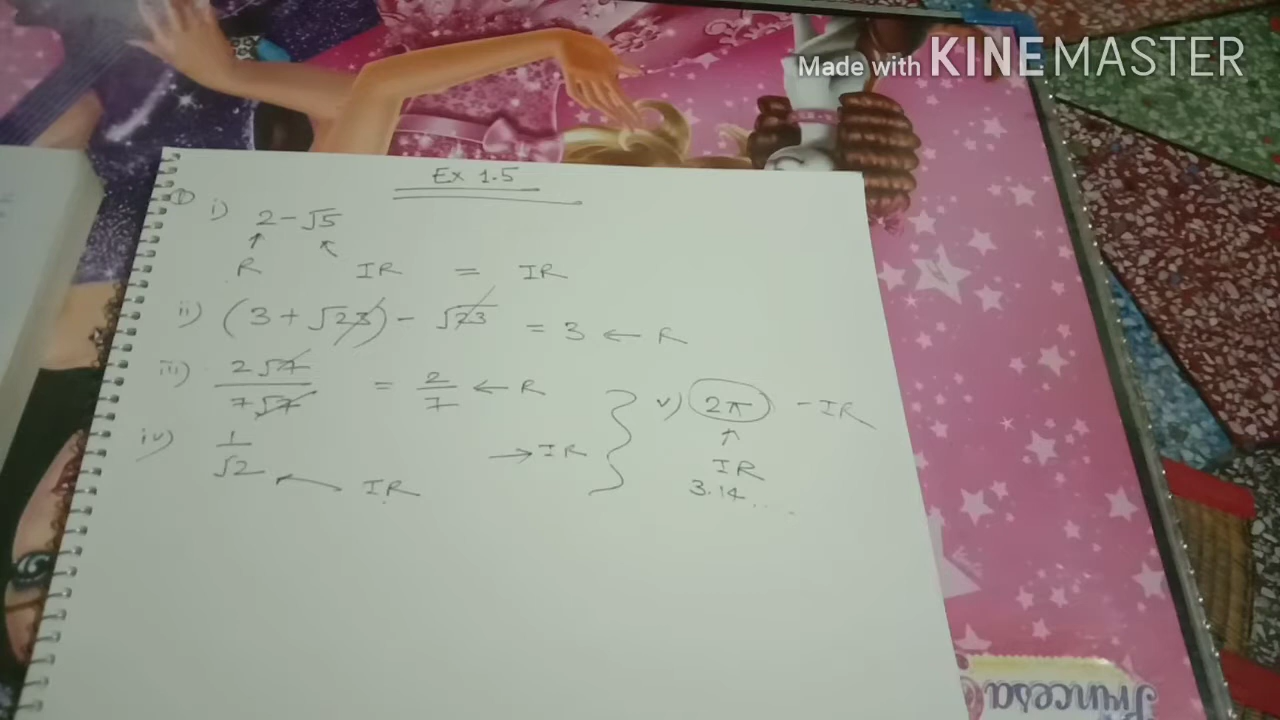 Made with KINEMASTER
Ex 1.5
① i) 2 - √5
R IR = IR
ii) (3 + √23) - √23 = 3 ← R
iii) 2√7 / 7√7 = 2/7 ← R
iv) 1/√2 ← IR → IR
v) 2π - IR
IR
3.14....
Princesa